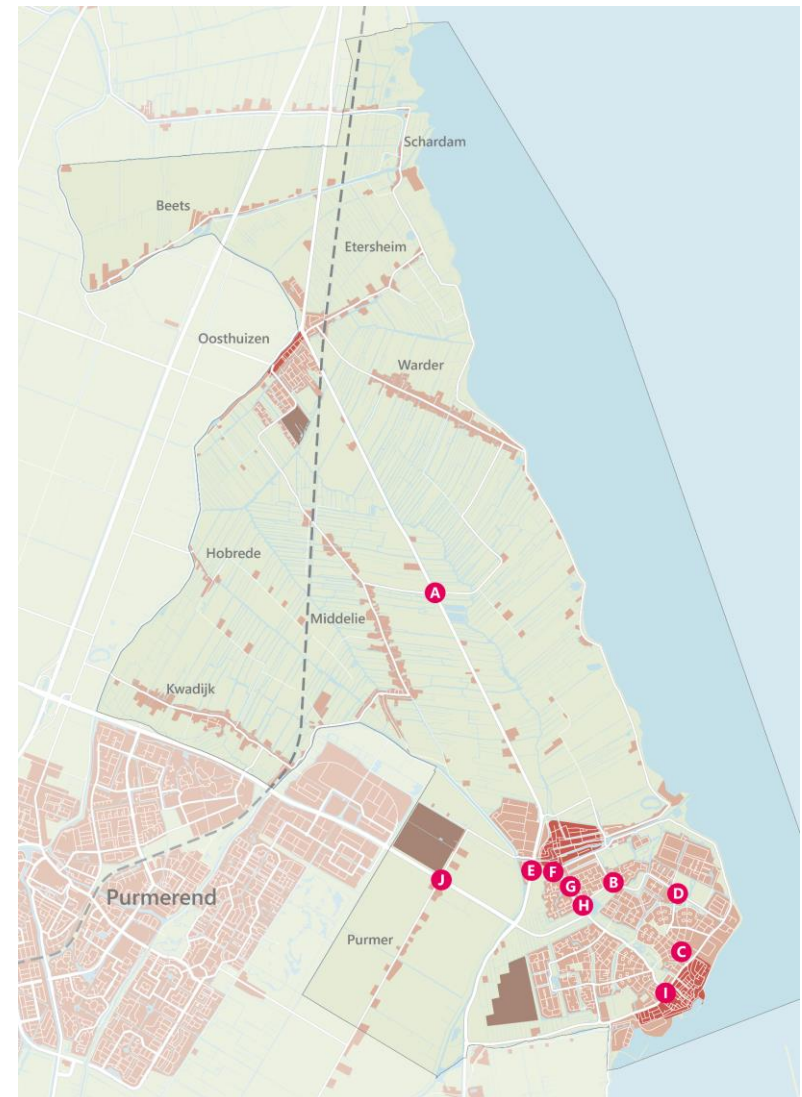 Schardam
Beets
Etersheim
Oosthuizen
Warder
Hobrede
A
Middelie
Kwadijk
E
F
J
G
B
D
Purmerend
H
Purmer
C
I